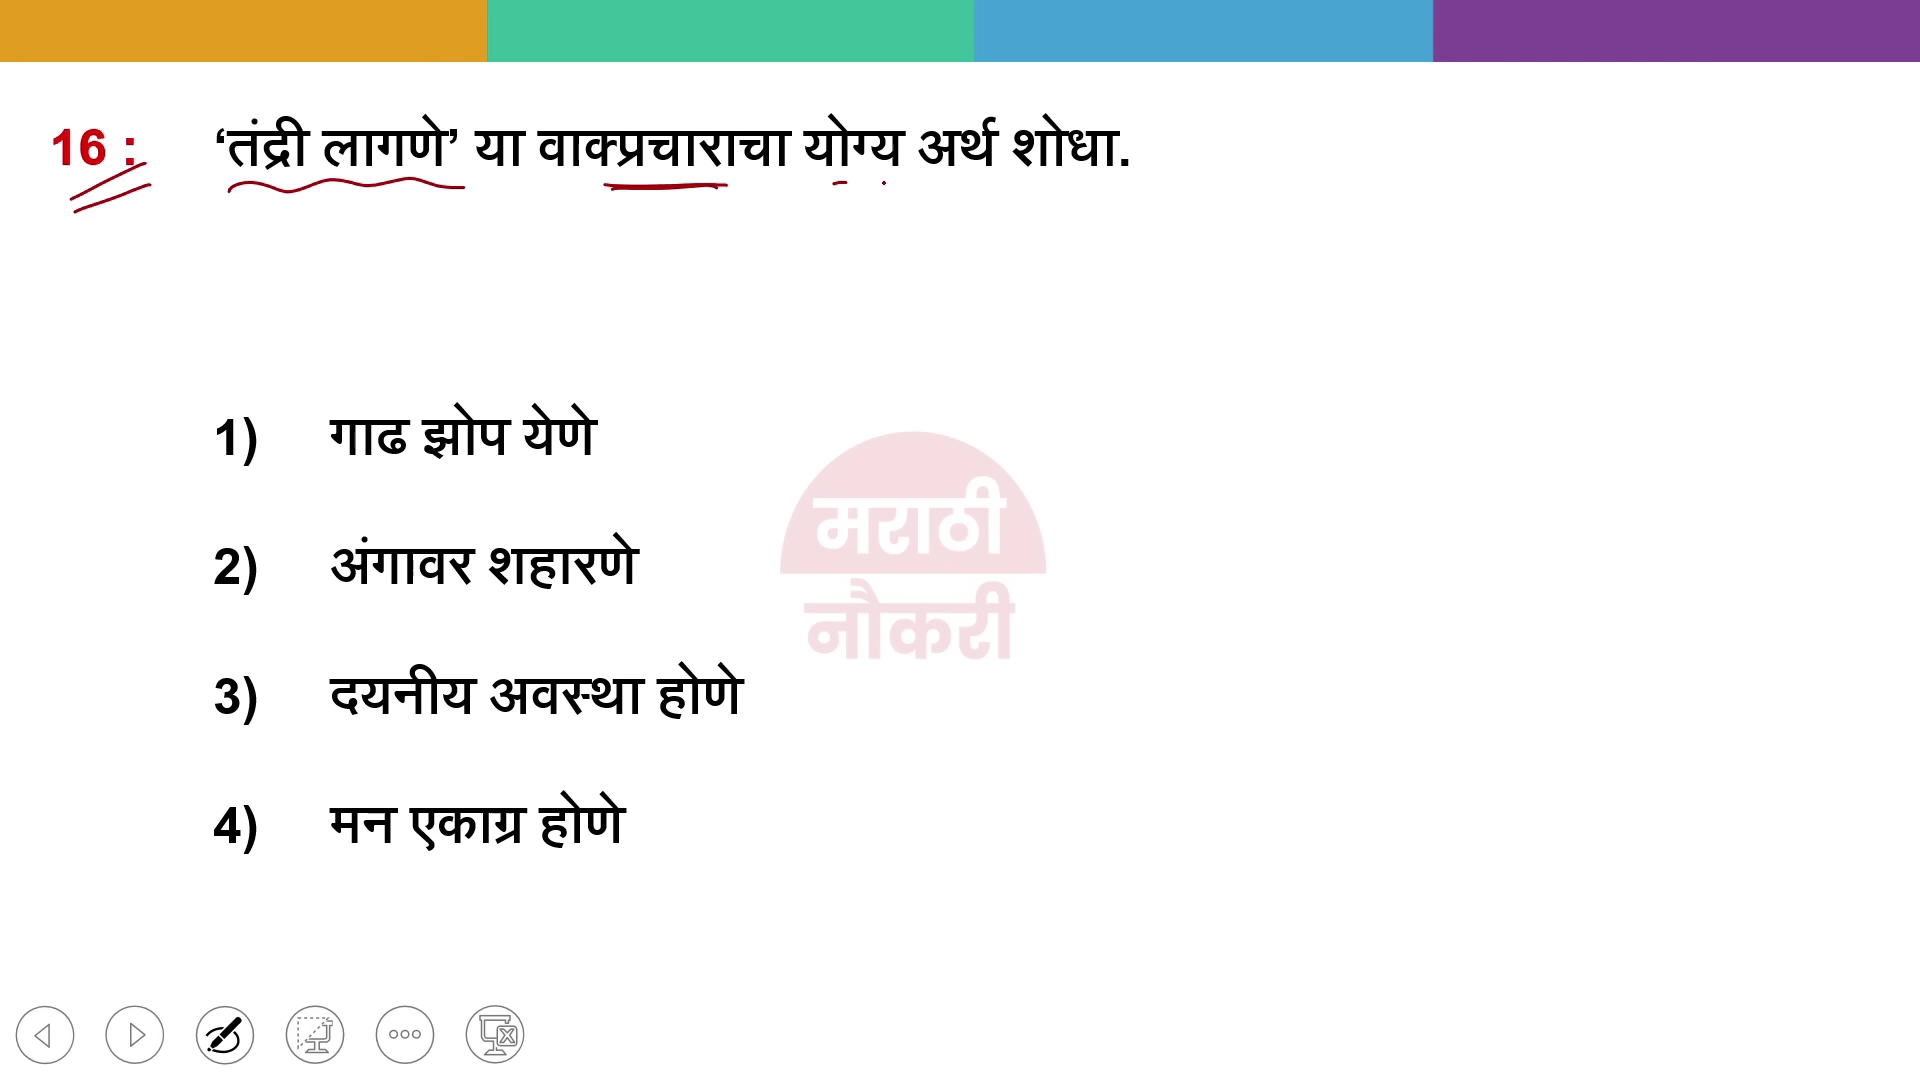 16 : ‘तंद्री लागणे’ या वाक्प्रचाराचा योग्य अर्थ शोधा.
1) गाढ झोप येणे
2) अंगावर शहारणे
3) दयनीय अवस्था होणे
4) मन एकाग्र होणे
मराठी
नौकरी